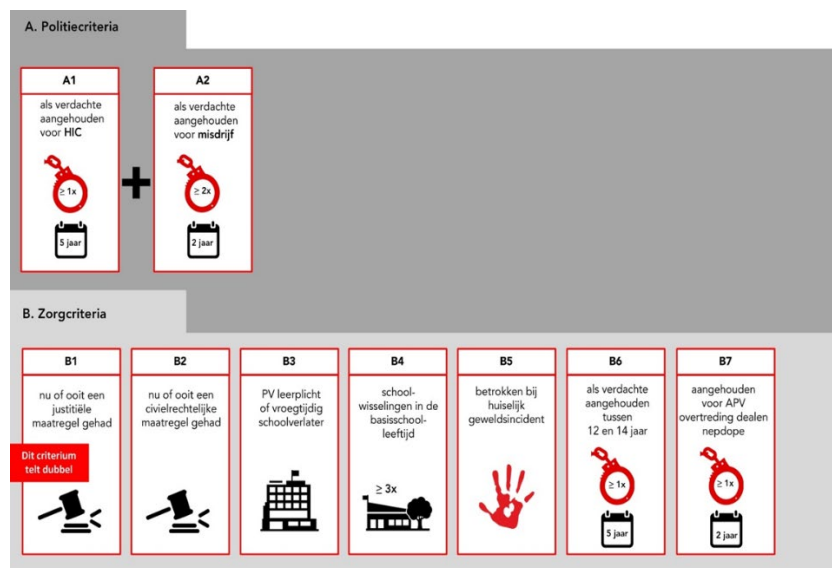 A. Politiecriteria
A1
als verdachte
aangehouden
voor HIC
≥ 1x
5 jaar
+
A2
als verdachte
aangehouden
voor misdrijf
≥ 2x
2 jaar
B. Zorgcriteria
B1
nu of ooit een
justitiële
maatregel gehad
Dit criterium
telt dubbel
B2
nu of ooit een
civielrechtelijke
maatregel gehad
B3
PV leerplicht
of vroegtijdig
schoolverlater
B4
school-
wisselingen in de
basisschool-
leeftijd
≥ 3x
B5
betrokken bij
huiselijk
geweldsincident
B6
als verdachte
aangehouden
tussen
12 en 14 jaar
≥ 1x
5 jaar
B7
aangehouden
voor APV
overtreding dealen
nepdope
≥ 1x
2 jaar